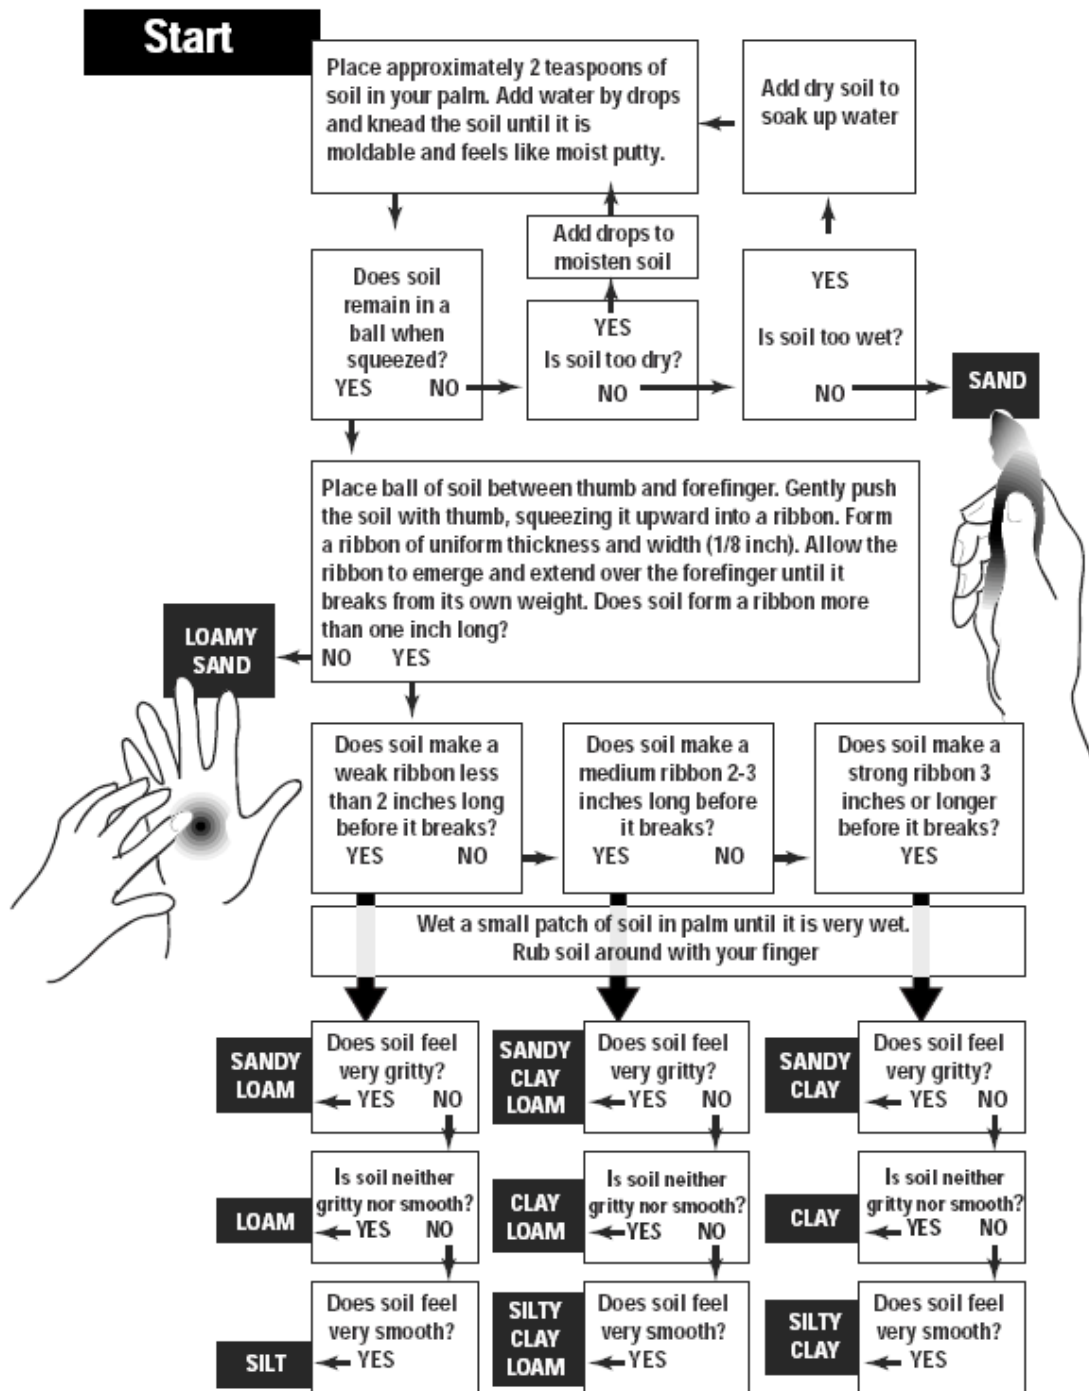 Start
Place approximately 2 teaspoons of
soil in your palm. Add water by drops
and knead the soil until it is
moldable and feels like moist putty.
Add dry soil to
soak up water
Add drops to
moisten soil
Does soil
remain in a
ball when
squeezed?
YES NO
YES
Is soil too dry?
NO
YES
Is soil too wet?
NO
SAND
Place ball of soil between thumb and forefinger. Gently push
the soil with thumb, squeezing it upward into a ribbon. Form
a ribbon of uniform thickness and width (1/8 inch). Allow the
ribbon to emerge and extend over the forefinger until it
breaks from its own weight. Does soil form a ribbon more
than one inch long?
NO YES
LOAMY
SAND
Does soil make a
weak ribbon less
than 2 inches long
before it breaks?
YES NO
Does soil make a
medium ribbon 2-3
inches long before
it breaks?
YES NO
Does soil make a
strong ribbon 3
inches or longer
before it breaks?
YES
Wet a small patch of soil in palm until it is very wet.
Rub soil around with your finger
SANDY
LOAM
Does soil feel
very gritty?
YES NO
SANDY
CLAY
LOAM
Does soil feel
very gritty?
YES NO
SANDY
CLAY
Does soil feel
very gritty?
YES NO
LOAM
Is soil neither
gritty nor smooth?
YES NO
CLAY
LOAM
Is soil neither
gritty nor smooth?
YES NO
CLAY
Is soil neither
gritty nor smooth?
YES NO
SILT
Does soil feel
very smooth?
YES
SILTY
CLAY
LOAM
Does soil feel
very smooth?
YES
SILTY
CLAY
Does soil feel
very smooth?
YES